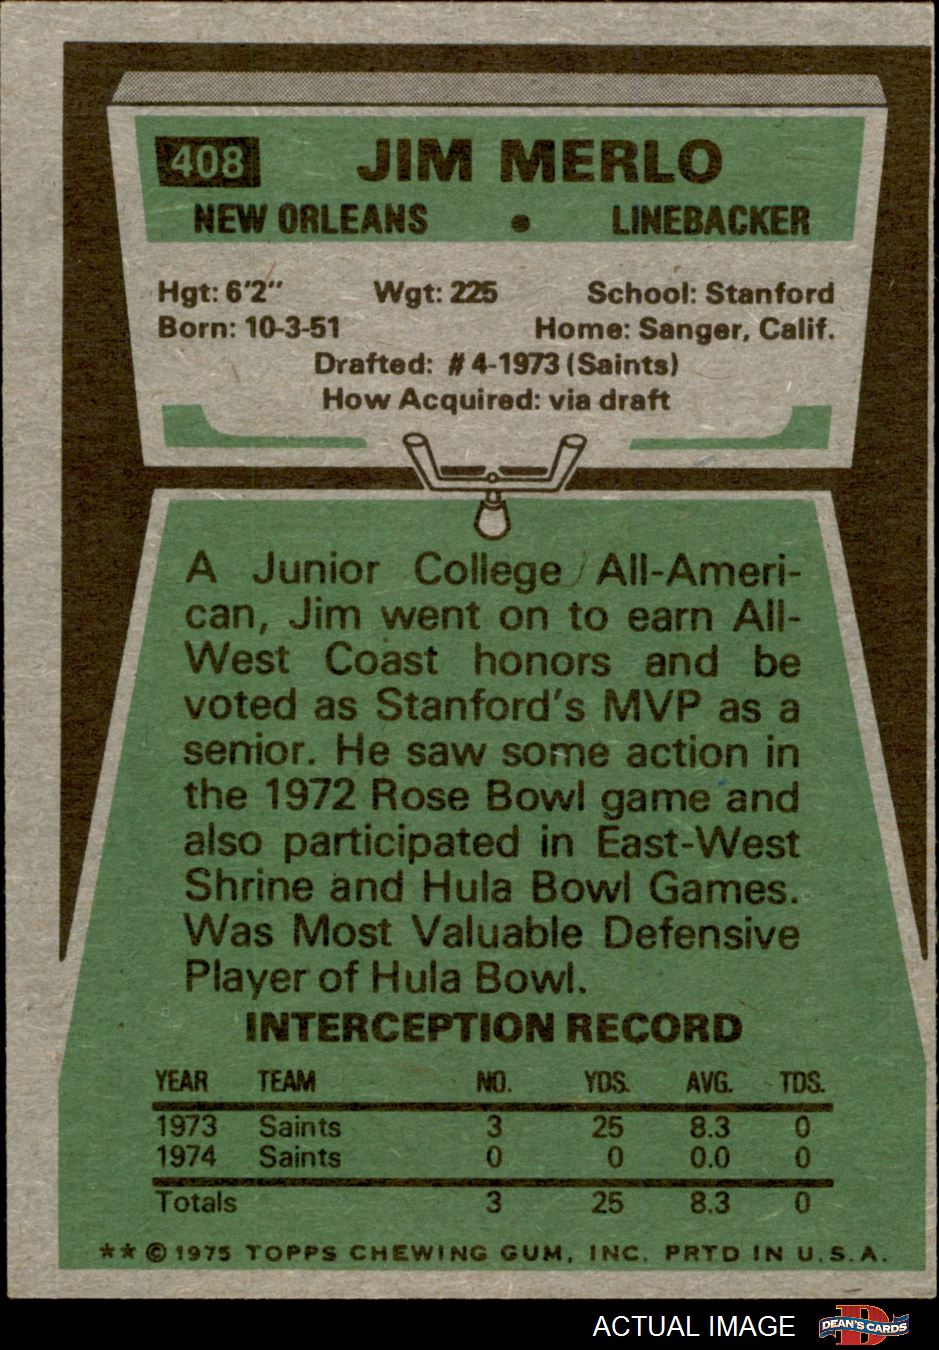 408 JIM MERLO
NEW ORLEANS • LINEBACKER
Hgt: 6'2" Wgt: 225 School: Stanford
Born: 10-3-51 Home: Sanger, Calif.
Drafted: #4-1973 (Saints)
How Acquired: via draft
A Junior College All-Ameri-
can, Jim went on to earn All-
West Coast honors and be
voted as Stanford's MVP as a
senior. He saw some action in
the 1972 Rose Bowl game and
also participated in East-West
Shrine and Hula Bowl Games.
Was Most Valuable Defensive
Player of Hula Bowl.
INTERCEPTION RECORD
YEAR TEAM NO. YDS. AVG. TDS.
1973 Saints 3 25 8.3 0
1974 Saints 0 0 0.0 0
Totals 3 25 8.3 0
**©1975 TOPPS CHEWING GUM, INC. PRTD IN U.S.A.
ACTUAL IMAGE D DEAN'S CARDS